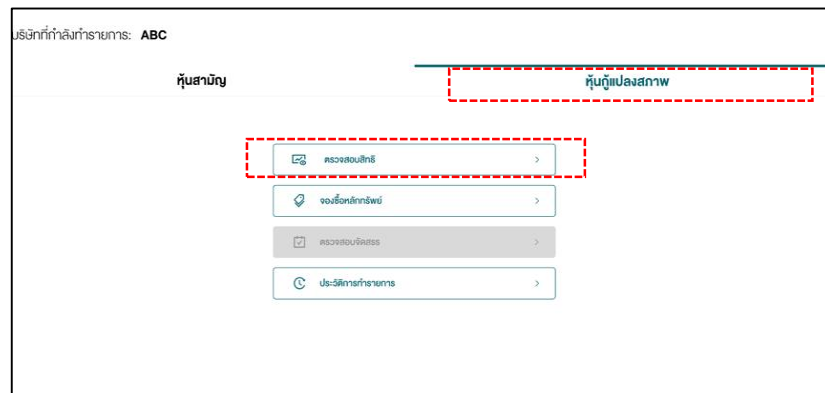 บริษัทที่กำลังทำรายการ: ABC
หุ้นสามัญ
หุ้นกู้แปลงสภาพ
ตรวจสอบสิทธิ
จองซื้อหลักทรัพย์
ตรวจสอบจัดสรร
ประวัติการทำรายการ